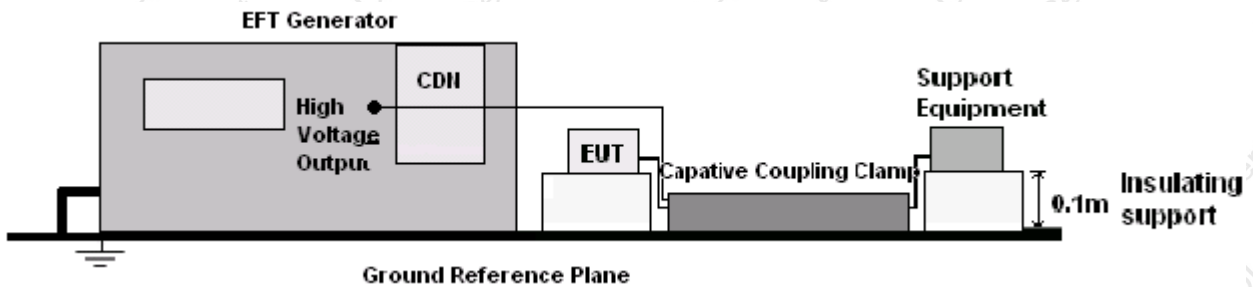 EFT Generator
CDN
High
Voltage
Output
EUT
Capative Coupling Clamp
Support
Equipment
0.1m
Insulating
support
Ground Reference Plane